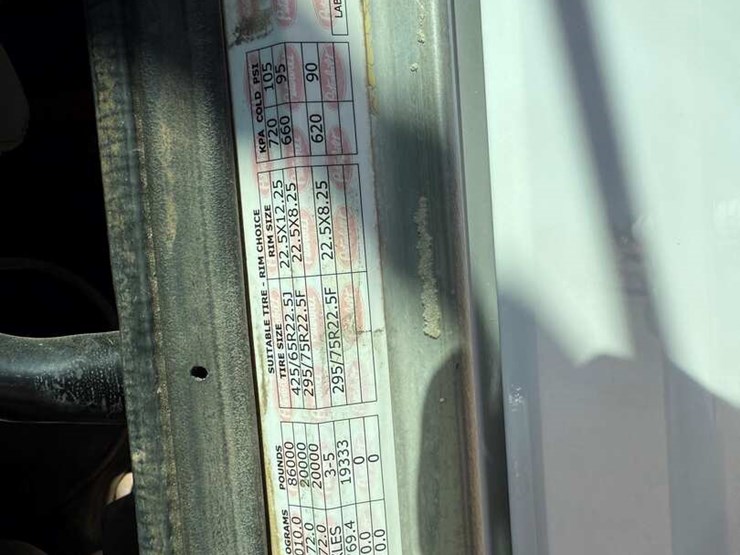 SUITABLE TIRE - RIM CHOICE
POUNDS TIRE SIZE RIM SIZE KPA COLD PSI
010.0 86000 425/65R22.5J 22.5X12.25 720 105
72.0 20000 295/75R22.5F 22.5X8.25 660 95
72.0 20000
LES 3-5 295/75R22.5F 22.5X8.25 620 90
69.4 19333
0.0 0
0.0 0